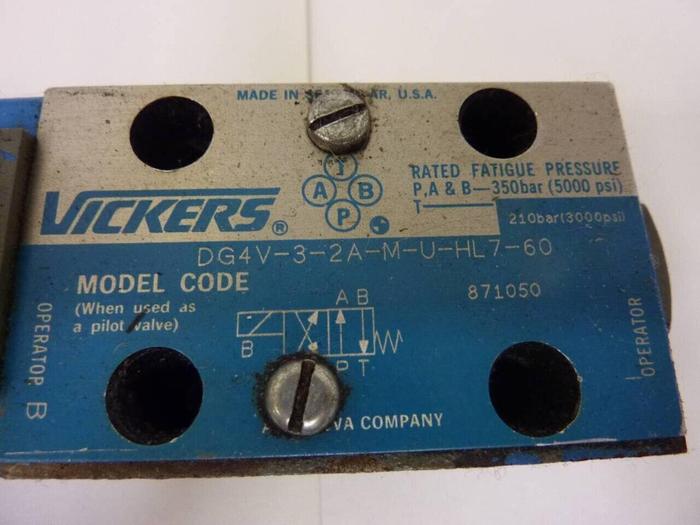 MADE IN AR, U.S.A.
T
A B
P
VICKERS ®
RATED FATIGUE PRESSURE
P,A & B—350bar (5000 psi)
T— 210bar(3000psi)
DG4V-3-2A-M-U-HL7-60
MODEL CODE
871050
(When used as
a pilot valve)
A B
B
P T
OPERATOR B
OPERATOR
A VA COMPANY